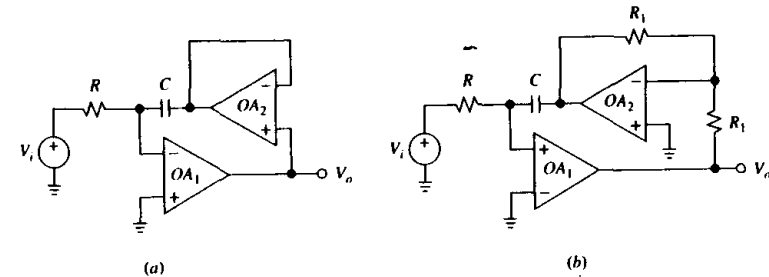 R
C
OA2
−
+
Vi
+
−
OA1
+
Vo
(a)
R1
R
C
OA2
−
+
R1
Vi
+
+
OA1
−
Vo
(b)